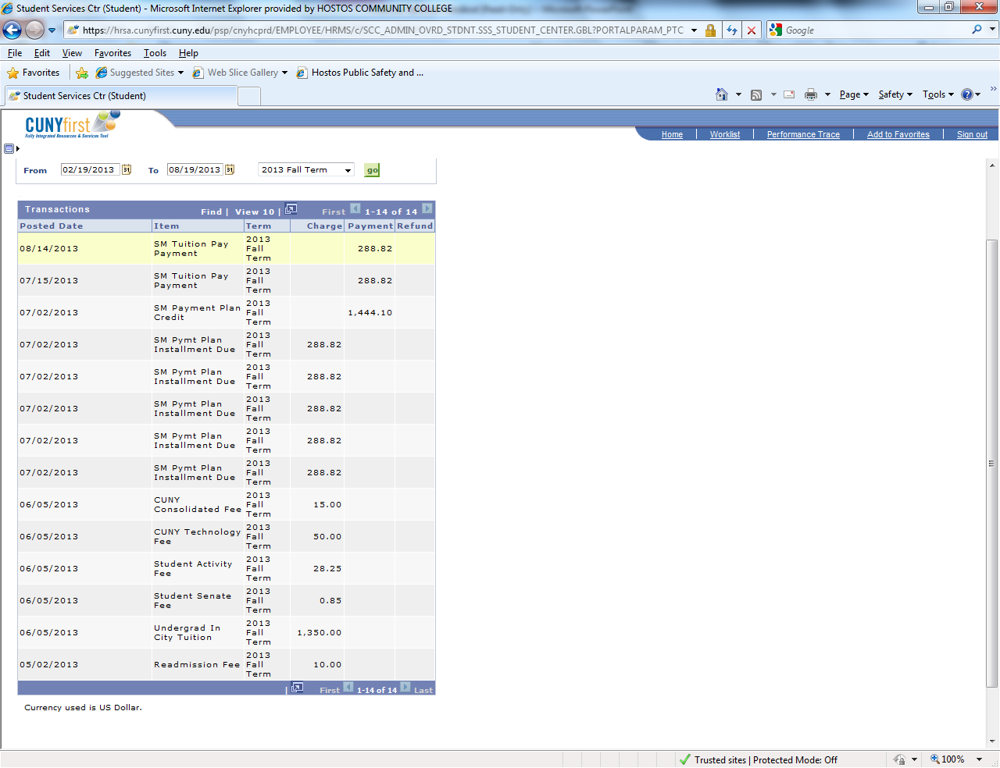 Student Services Ctr (Student) - Microsoft Internet Explorer provided by HOSTOS COMMUNITY COLLEGE
https://hrsa.cunyfirst.cuny.edu/psp/cnyhcprd/EMPLOYEE/HRMS/c/SCC_ADMIN_OVRD_STDNT.SSS_STUDENT_CENTER.GBL?PORTALPARAM_PTC Google
File Edit View Favorites Tools Help
Favorites Suggested Sites Web Slice Gallery Hostos Public Safety and ...
Student Services Ctr (Student) Page Safety Tools
CUNYfirst
Fully Integrated Resources & Services Tool
Home Worklist Performance Trace Add to Favorites Sign out
From 02/19/2013 31 To 08/19/2013 31 2013 Fall Term go
Transactions Find | View 10 | First 1-14 of 14
Posted Date Item Term Charge Payment Refund
08/14/2013 SM Tuition Pay Payment 2013 Fall Term 288.82
07/15/2013 SM Tuition Pay Payment 2013 Fall Term 288.82
07/02/2013 SM Payment Plan Credit 2013 Fall Term 1,444.10
07/02/2013 SM Pymt Plan Installment Due 2013 Fall Term 288.82
07/02/2013 SM Pymt Plan Installment Due 2013 Fall Term 288.82
07/02/2013 SM Pymt Plan Installment Due 2013 Fall Term 288.82
07/02/2013 SM Pymt Plan Installment Due 2013 Fall Term 288.82
07/02/2013 SM Pymt Plan Installment Due 2013 Fall Term 288.82
06/05/2013 CUNY Consolidated Fee 2013 Fall Term 15.00
06/05/2013 CUNY Technology Fee 2013 Fall Term 50.00
06/05/2013 Student Activity Fee 2013 Fall Term 28.25
06/05/2013 Student Senate Fee 2013 Fall Term 0.85
06/05/2013 Undergrad In City Tuition 2013 Fall Term 1,350.00
05/02/2013 Readmission Fee 2013 Fall Term 10.00
| First 1-14 of 14 Last
Currency used is US Dollar.
Trusted sites | Protected Mode: Off 100%